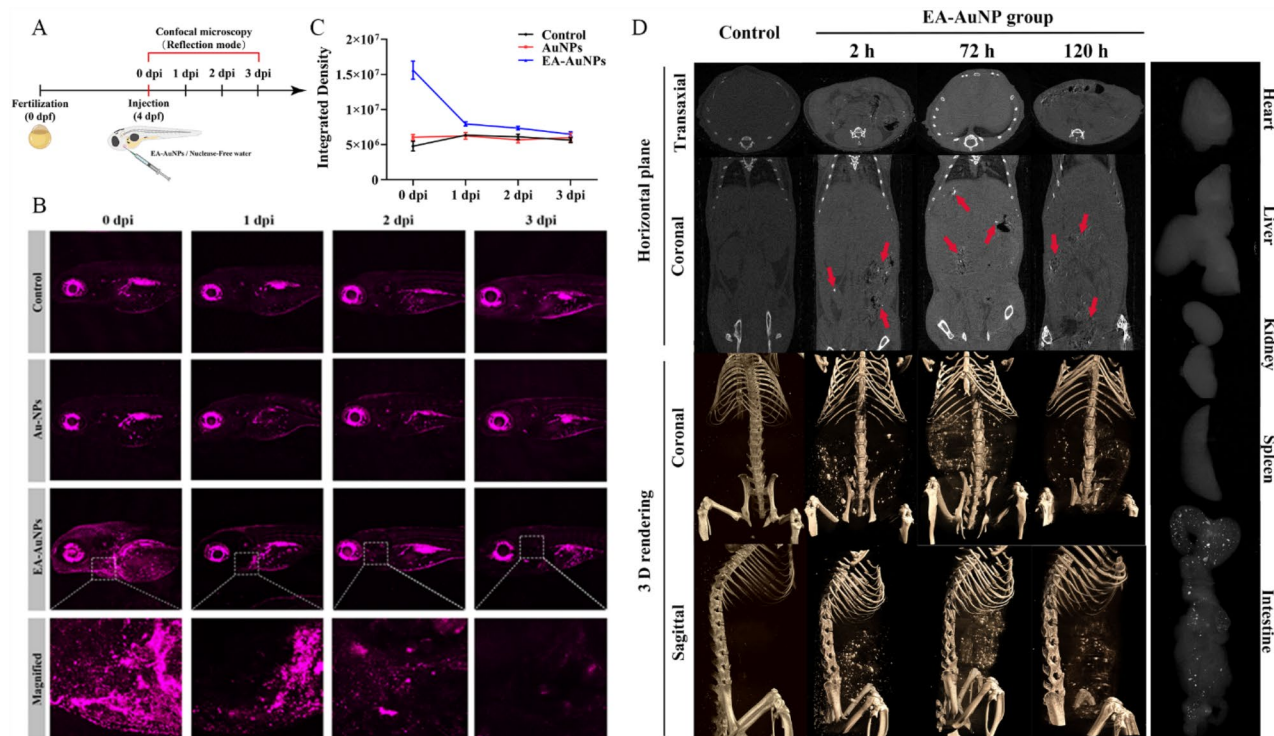 A
Confocal microscopy
(Reflection mode)
0 dpi 1 dpi 2 dpi 3 dpi
Fertilization
(0 dpf)
Injection
(4 dpf)
EA-AuNPs / Nuclease-Free water
B
0 dpi 1 dpi 2 dpi 3 dpi
Control
Au-NPs
EA-AuNPs
Magnified
C
Integrated Density
2×10⁷
1.5×10⁷
1×10⁷
5×10⁶
0
0 dpi 1 dpi 2 dpi 3 dpi
Control
AuNPs
EA-AuNPs
D
Control
EA-AuNP group
2 h 72 h 120 h
Horizontal plane
Transaxial
Coronal
3 D rendering
Coronal
Sagittal
Heart
Liver
Kidney
Spleen
Intestine